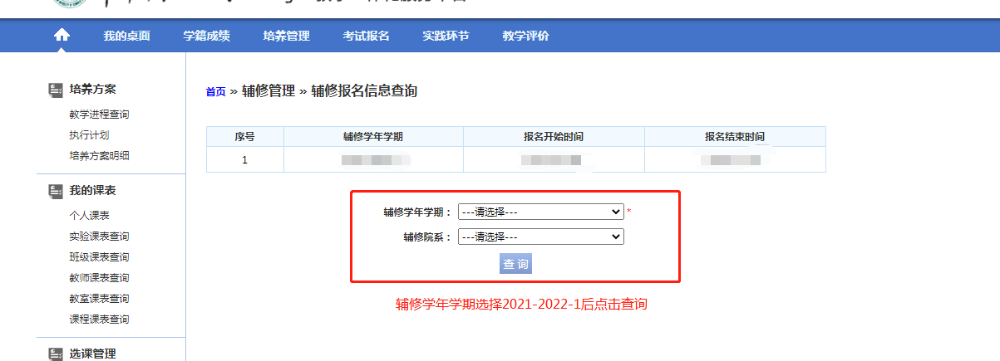 我的桌面 学籍成绩 培养管理 考试报名 实践环节 教学评价
培养方案
教学进程查询
执行计划
培养方案明细
我的课表
个人课表
实验课表查询
班级课表查询
教师课表查询
教室课表查询
课程课表查询
选课管理
首页 » 辅修管理 » 辅修报名信息查询
序号 辅修学年学期 报名开始时间 报名结束时间
1
辅修学年学期： ---请选择--- *
辅修院系： ---请选择---
查 询
辅修学年学期选择2021-2022-1后点击查询